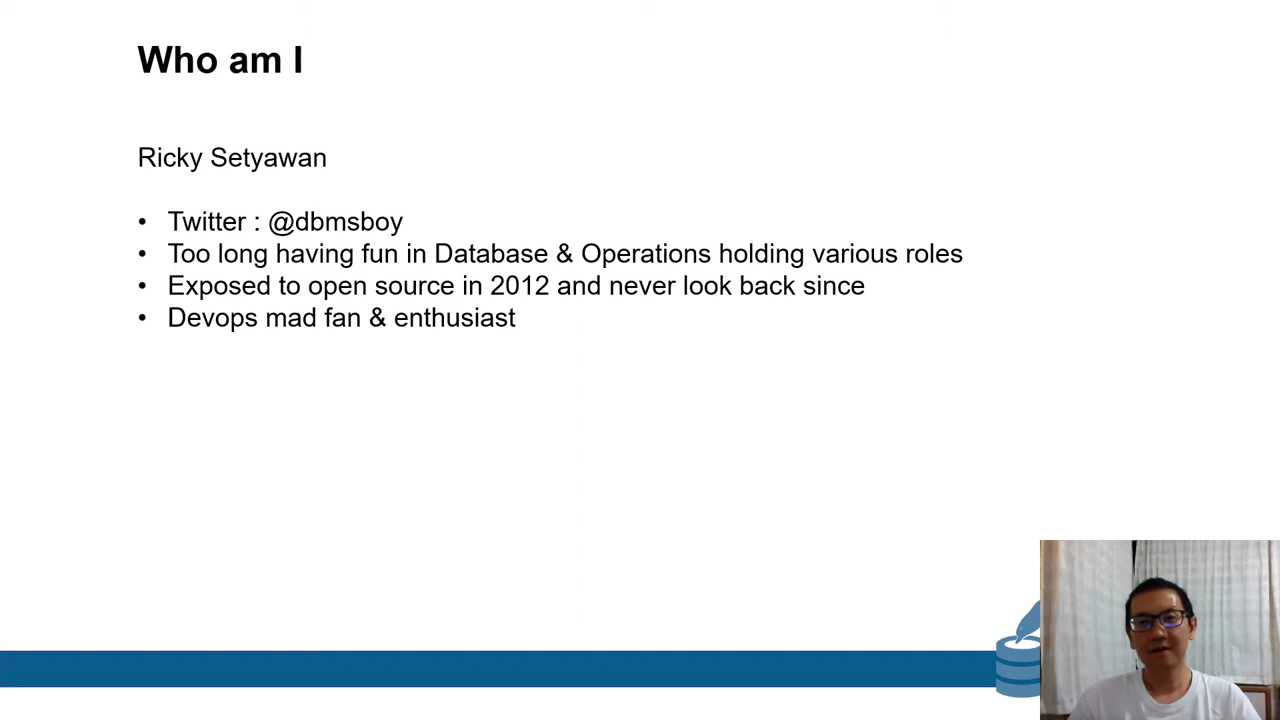 Who am I
Ricky Setyawan
• Twitter : @dbmsboy
• Too long having fun in Database & Operations holding various roles
• Exposed to open source in 2012 and never look back since
• Devops mad fan & enthusiast